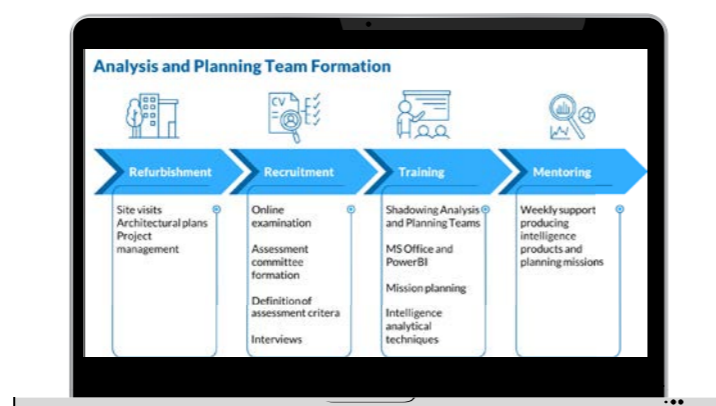 Analysis and Planning Team Formation
CV
Refurbishment
Recruitment
Training
Mentoring
Site visits
Architectural plans
Project
management
Online
examination
Assessment
committee
formation
Definition of
assessment critera
Interviews
Shadowing Analysis
and Planning Teams
MS Office and
PowerBI
Mission planning
Intelligence
analytical
techniques
Weekly support
producing
intelligence
products and
planning missions